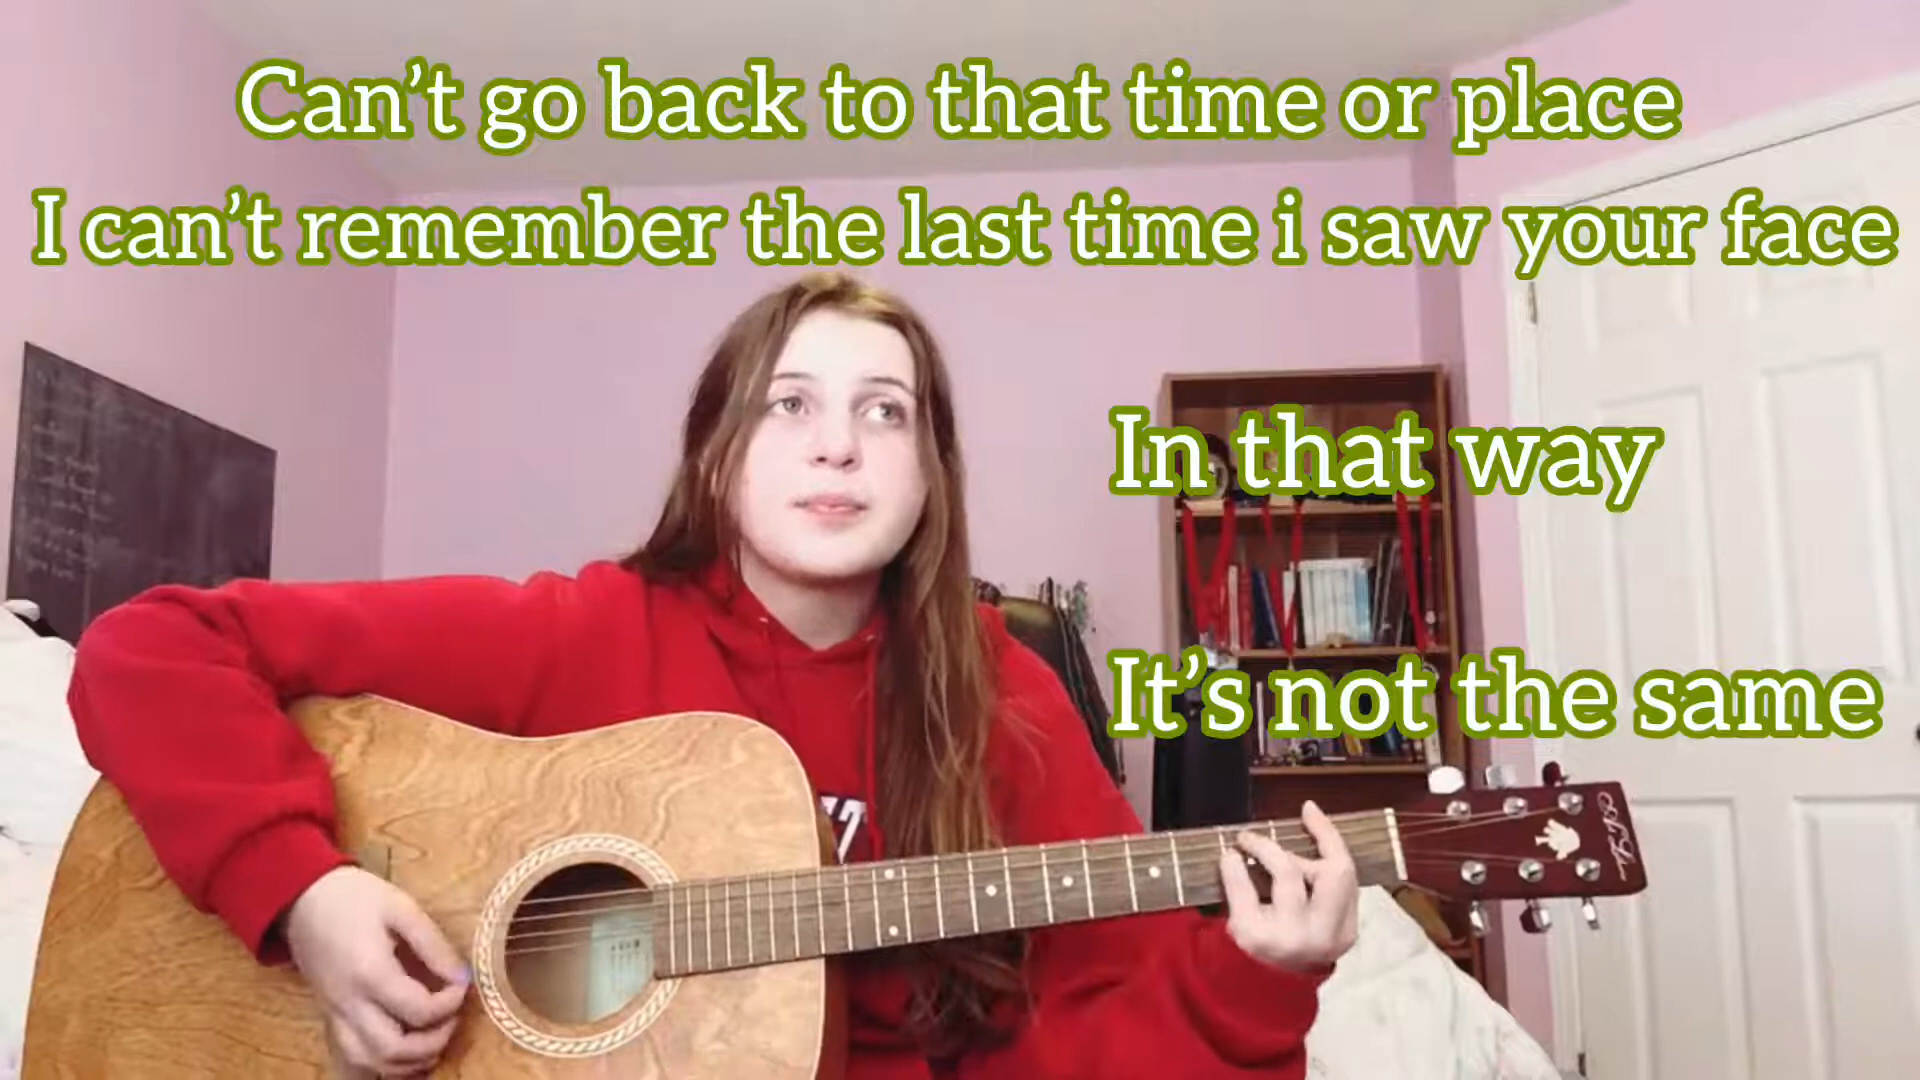 Can’t go back to that time or place
I can’t remember the last time i saw your face
In that way
It’s not the same